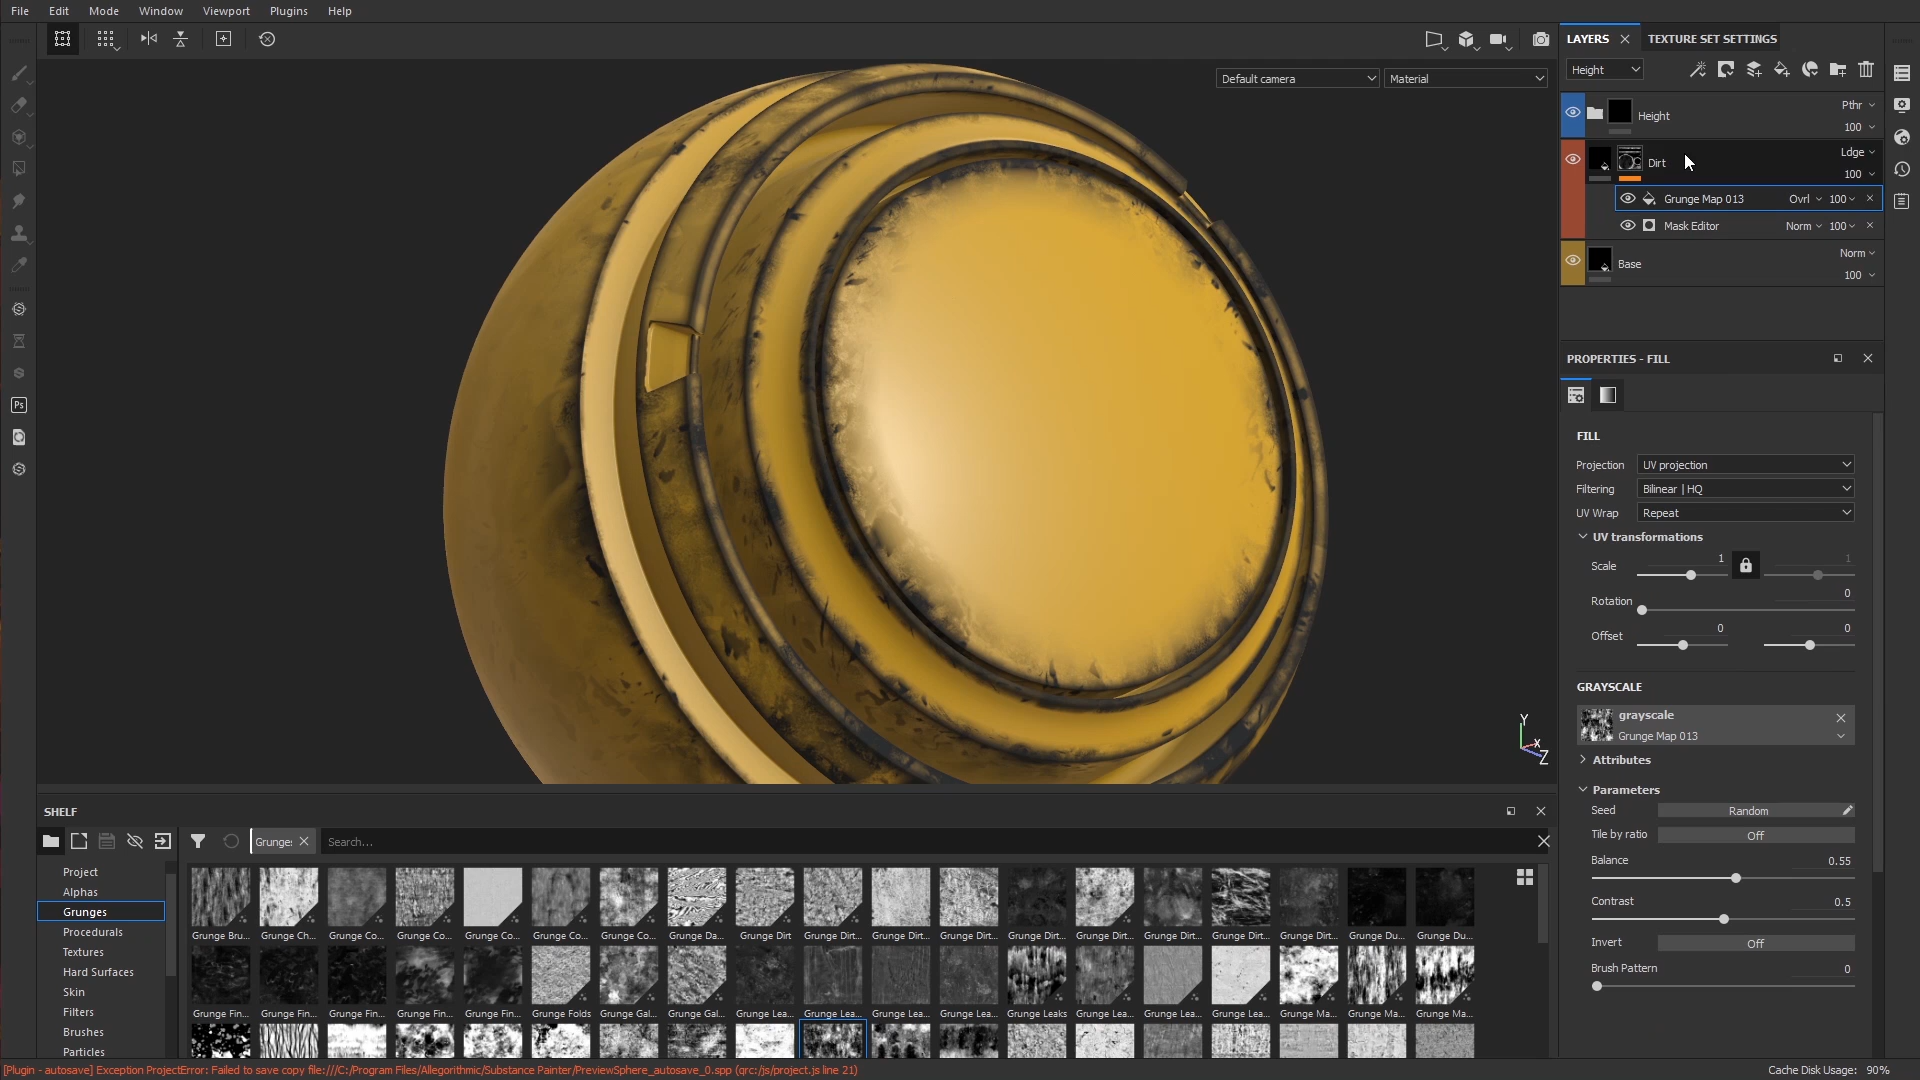 File Edit Mode Window Viewport Plugins Help
Default camera Material
LAYERS TEXTURE SET SETTINGS
Height
Height Pthr
100
Dirt Ldge
100
Grunge Map 013 Ovrl 100
Mask Editor Norm 100
Base Norm
100
PROPERTIES - FILL
FILL
Projection UV projection
Filtering Bilinear | HQ
UV Wrap Repeat
UV transformations
Scale 1 1
Rotation 0
Offset 0 0
GRAYSCALE
grayscale
Grunge Map 013
Attributes
Parameters
Seed Random
Tile by ratio Off
Balance 0.55
Contrast 0.5
Invert Off
Brush Pattern 0
Y
X
Z
Ps
SHELF
Grunge: Search...
Project
Alphas
Grunges
Procedurals
Textures
Hard Surfaces
Skin
Filters
Brushes
Particles
Grunge Bru... Grunge Ch... Grunge Co... Grunge Co... Grunge Co... Grunge Co... Grunge Co... Grunge Da... Grunge Dirt Grunge Dirt... Grunge Dirt... Grunge Dirt... Grunge Dirt... Grunge Dirt... Grunge Dirt... Grunge Dirt... Grunge Dirt... Grunge Du... Grunge Du...
Grunge Fin... Grunge Fin... Grunge Fin... Grunge Fin... Grunge Fin... Grunge Folds Grunge Gal... Grunge Gal... Grunge Lea... Grunge Lea... Grunge Lea... Grunge Lea... Grunge Leaks Grunge Lea... Grunge Lea... Grunge Lea... Grunge Ma... Grunge Ma... Grunge Ma...
[Plugin - autosave] Exception ProjectError: Failed to save copy file:///C:/Program Files/Allegorithmic/Substance Painter/PreviewSphere_autosave_0.spp (qrc:/js/project.js line 21) Cache Disk Usage: 90%